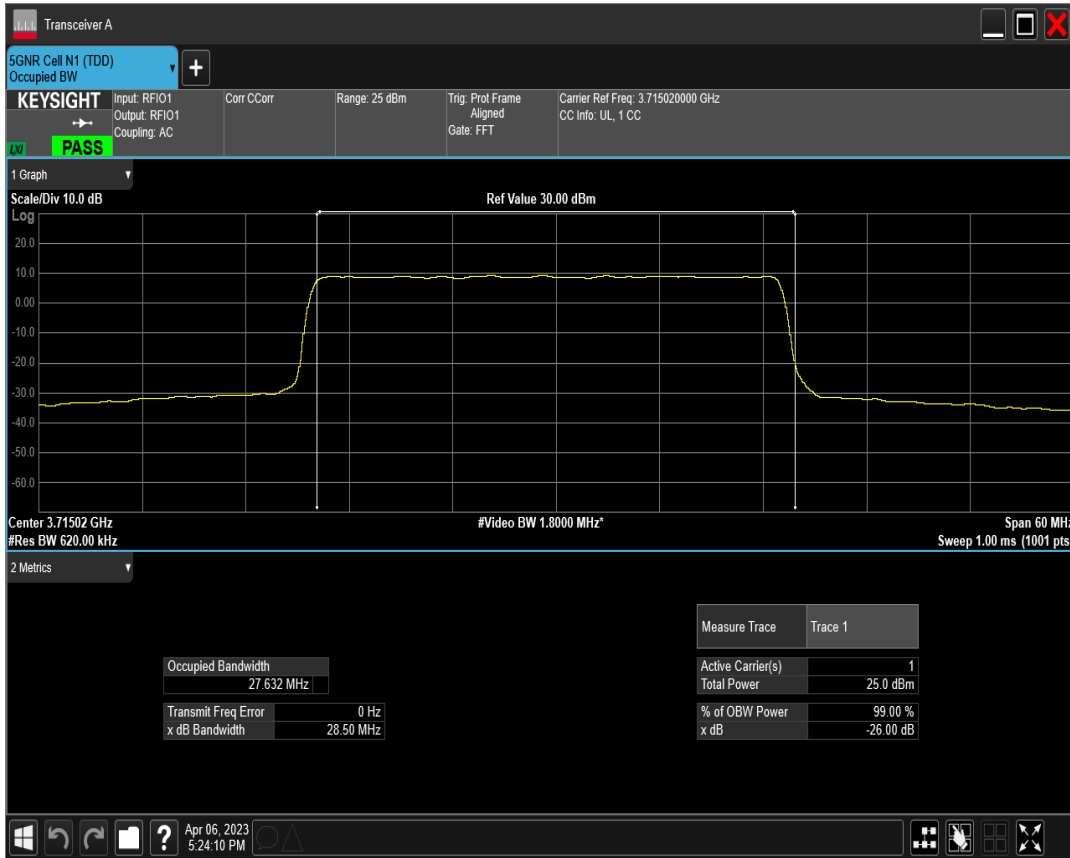 Transceiver A
5GNR Cell N1 (TDD)
Occupied BW
+
KEYSIGHT
LXI
PASS
Input: RFIO1
Output: RFIO1
Coupling: AC
Corr CCorr
Range: 25 dBm
Trig: Prot Frame
Aligned
Gate: FFT
Carrier Ref Freq: 3.715020000 GHz
CC Info: UL, 1 CC
1 Graph
Scale/Div 10.0 dB
Ref Value 30.00 dBm
Log
20.0
10.0
0.00
-10.0
-20.0
-30.0
-40.0
-50.0
-60.0
Center 3.71502 GHz
#Video BW 1.8000 MHz*
Span 60 MHz
#Res BW 620.00 kHz
Sweep 1.00 ms (1001 pts
2 Metrics
Measure Trace Trace 1
Occupied Bandwidth
27.632 MHz
Active Carrier(s) 1
Total Power 25.0 dBm
Transmit Freq Error 0 Hz
x dB Bandwidth 28.50 MHz
% of OBW Power 99.00 %
x dB -26.00 dB
?
Apr 06, 2023
5:24:10 PM